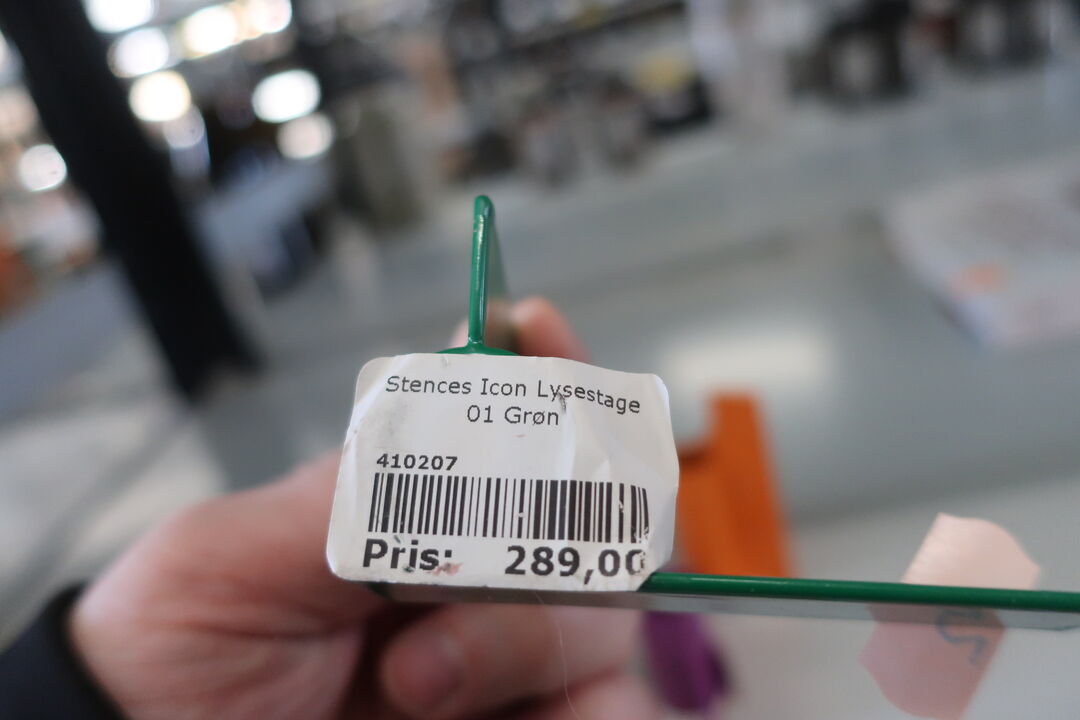 Stences Icon Lysestage
01 Grøn
410207
Pris: 289,00